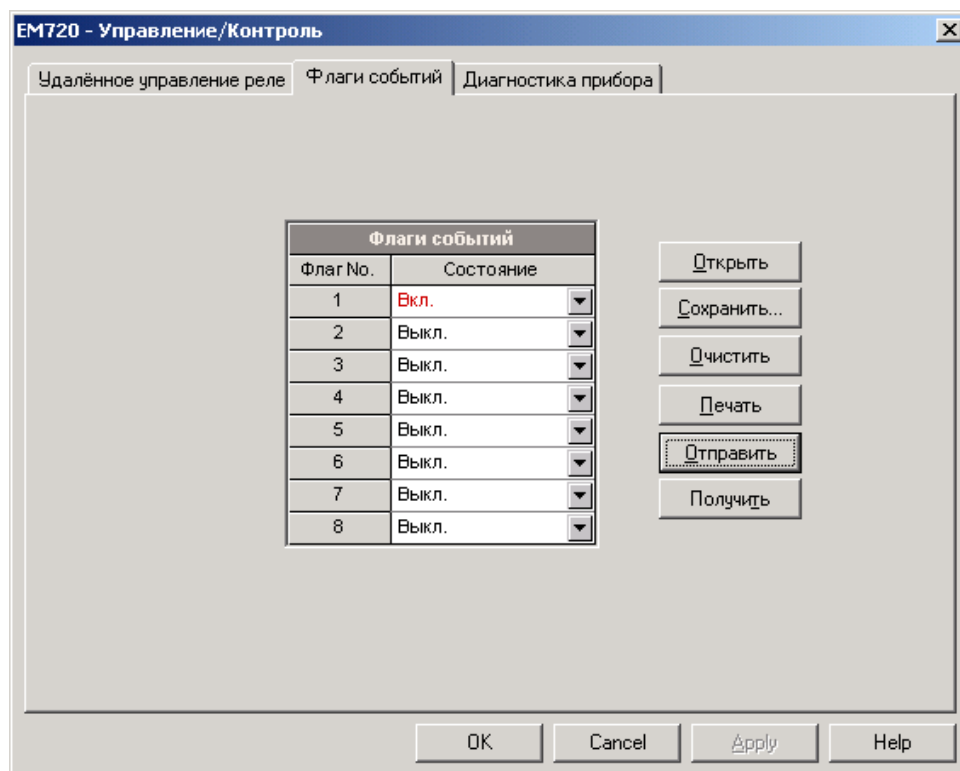 EM720 - Управление/Контроль
Удалённое управление реле
Флаги событий
Диагностика прибора
Флаги событий
Флаг No. Состояние
1 Вкл.
2 Выкл.
3 Выкл.
4 Выкл.
5 Выкл.
6 Выкл.
7 Выкл.
8 Выкл.
Открыть
Сохранить...
Очистить
Печать
Отправить
Получить
OK
Cancel
Apply
Help